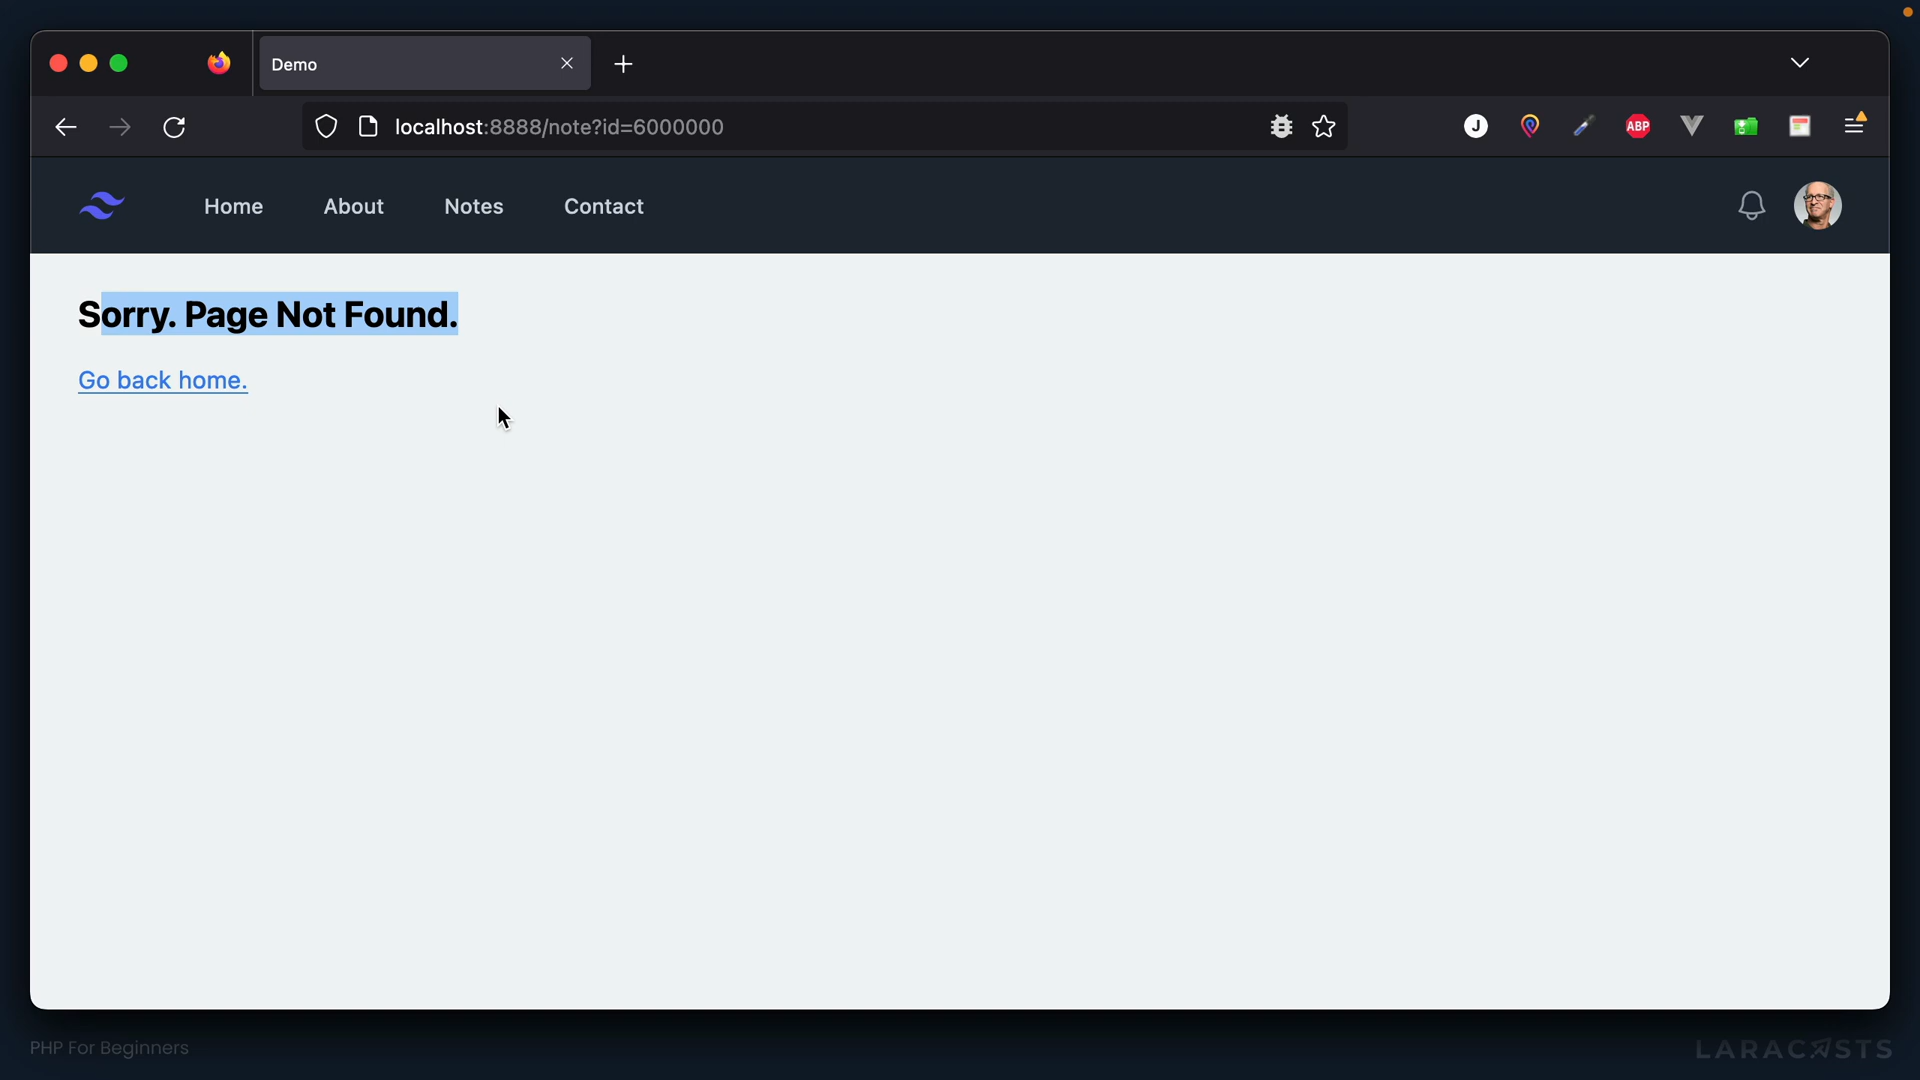 Demo
localhost:8888/note?id=6000000
J
ABP
Home
About
Notes
Contact
Sorry. Page Not Found.
Go back home.
PHP For Beginners
LARACASTS